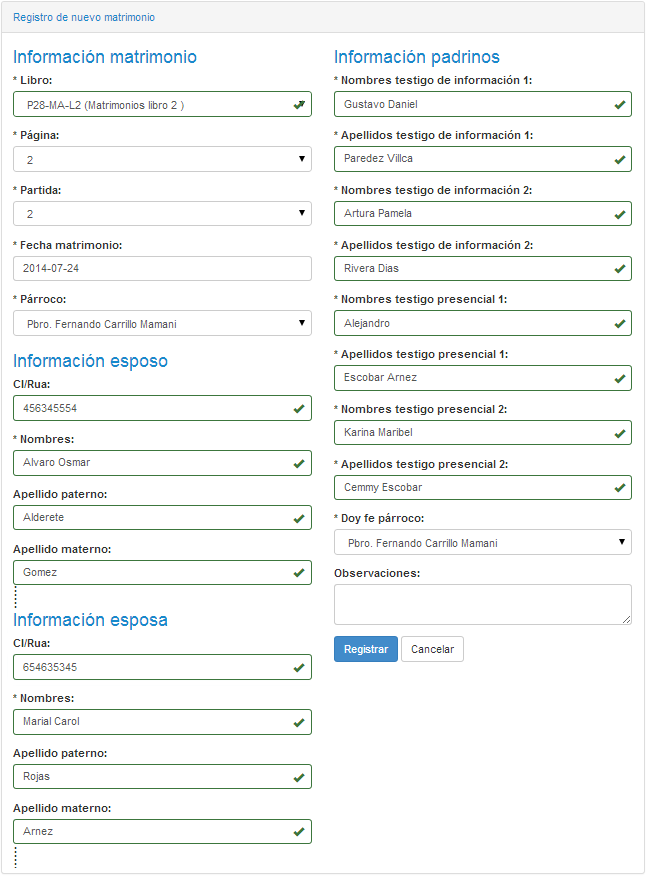 Registro de nuevo matrimonio
Información matrimonio
* Libro:
P28-MA-L2 (Matrimonios libro 2 )
* Página:
2
* Partida:
2
* Fecha matrimonio:
2014-07-24
* Párroco:
Pbro. Fernando Carrillo Mamani
Información esposo
CI/Rua:
456345554
* Nombres:
Alvaro Osmar
Apellido paterno:
Alderete
Apellido materno:
Gomez
Información esposa
CI/Rua:
654635345
* Nombres:
Marial Carol
Apellido paterno:
Rojas
Apellido materno:
Arnez
Información padrinos
* Nombres testigo de información 1:
Gustavo Daniel
* Apellidos testigo de información 1:
Paredez Villca
* Nombres testigo de información 2:
Artura Pamela
* Apellidos testigo de información 2:
Rivera Dias
* Nombres testigo presencial 1:
Alejandro
* Apellidos testigo presencial 1:
Escobar Arnez
* Nombres testigo presencial 2:
Karina Maribel
* Apellidos testigo presencial 2:
Cemmy Escobar
* Doy fe párroco:
Pbro. Fernando Carrillo Mamani
Observaciones:
Registrar Cancelar